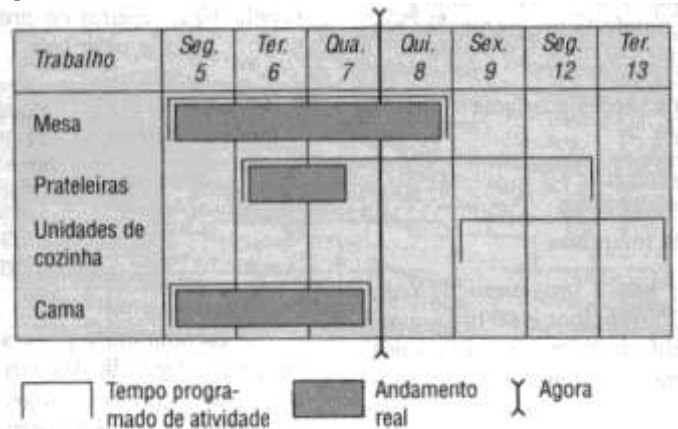 Trabalho
Seg. 5
Ter. 6
Qua. 7
Qui. 8
Sex. 9
Seg. 12
Ter. 13
Mesa
Prateleiras
Unidades de
cozinha
Cama
Tempo progra-
mado de atividade
Andamento
real
Agora